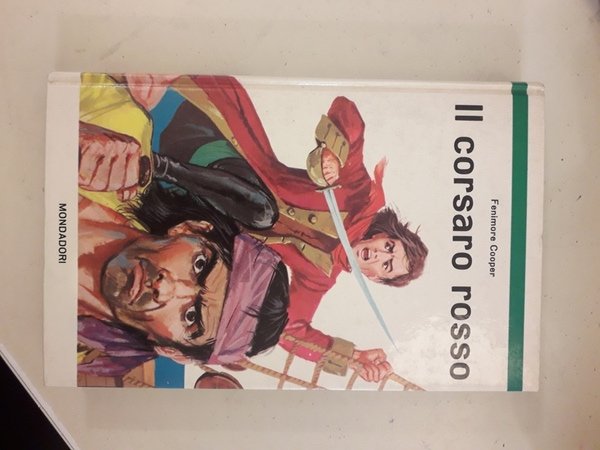 Fenimore Cooper
Il corsaro rosso
MONDADORI